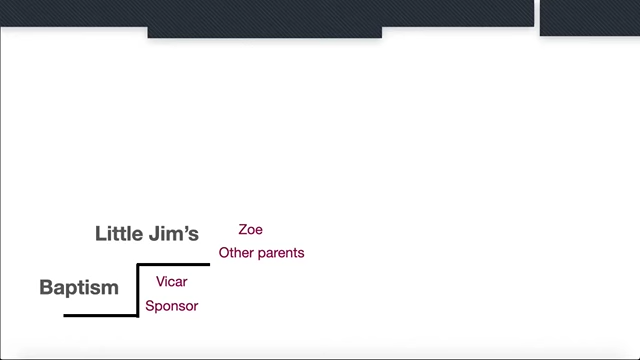 Little Jim's
Zoe
Other parents
Baptism
Vicar
Sponsor